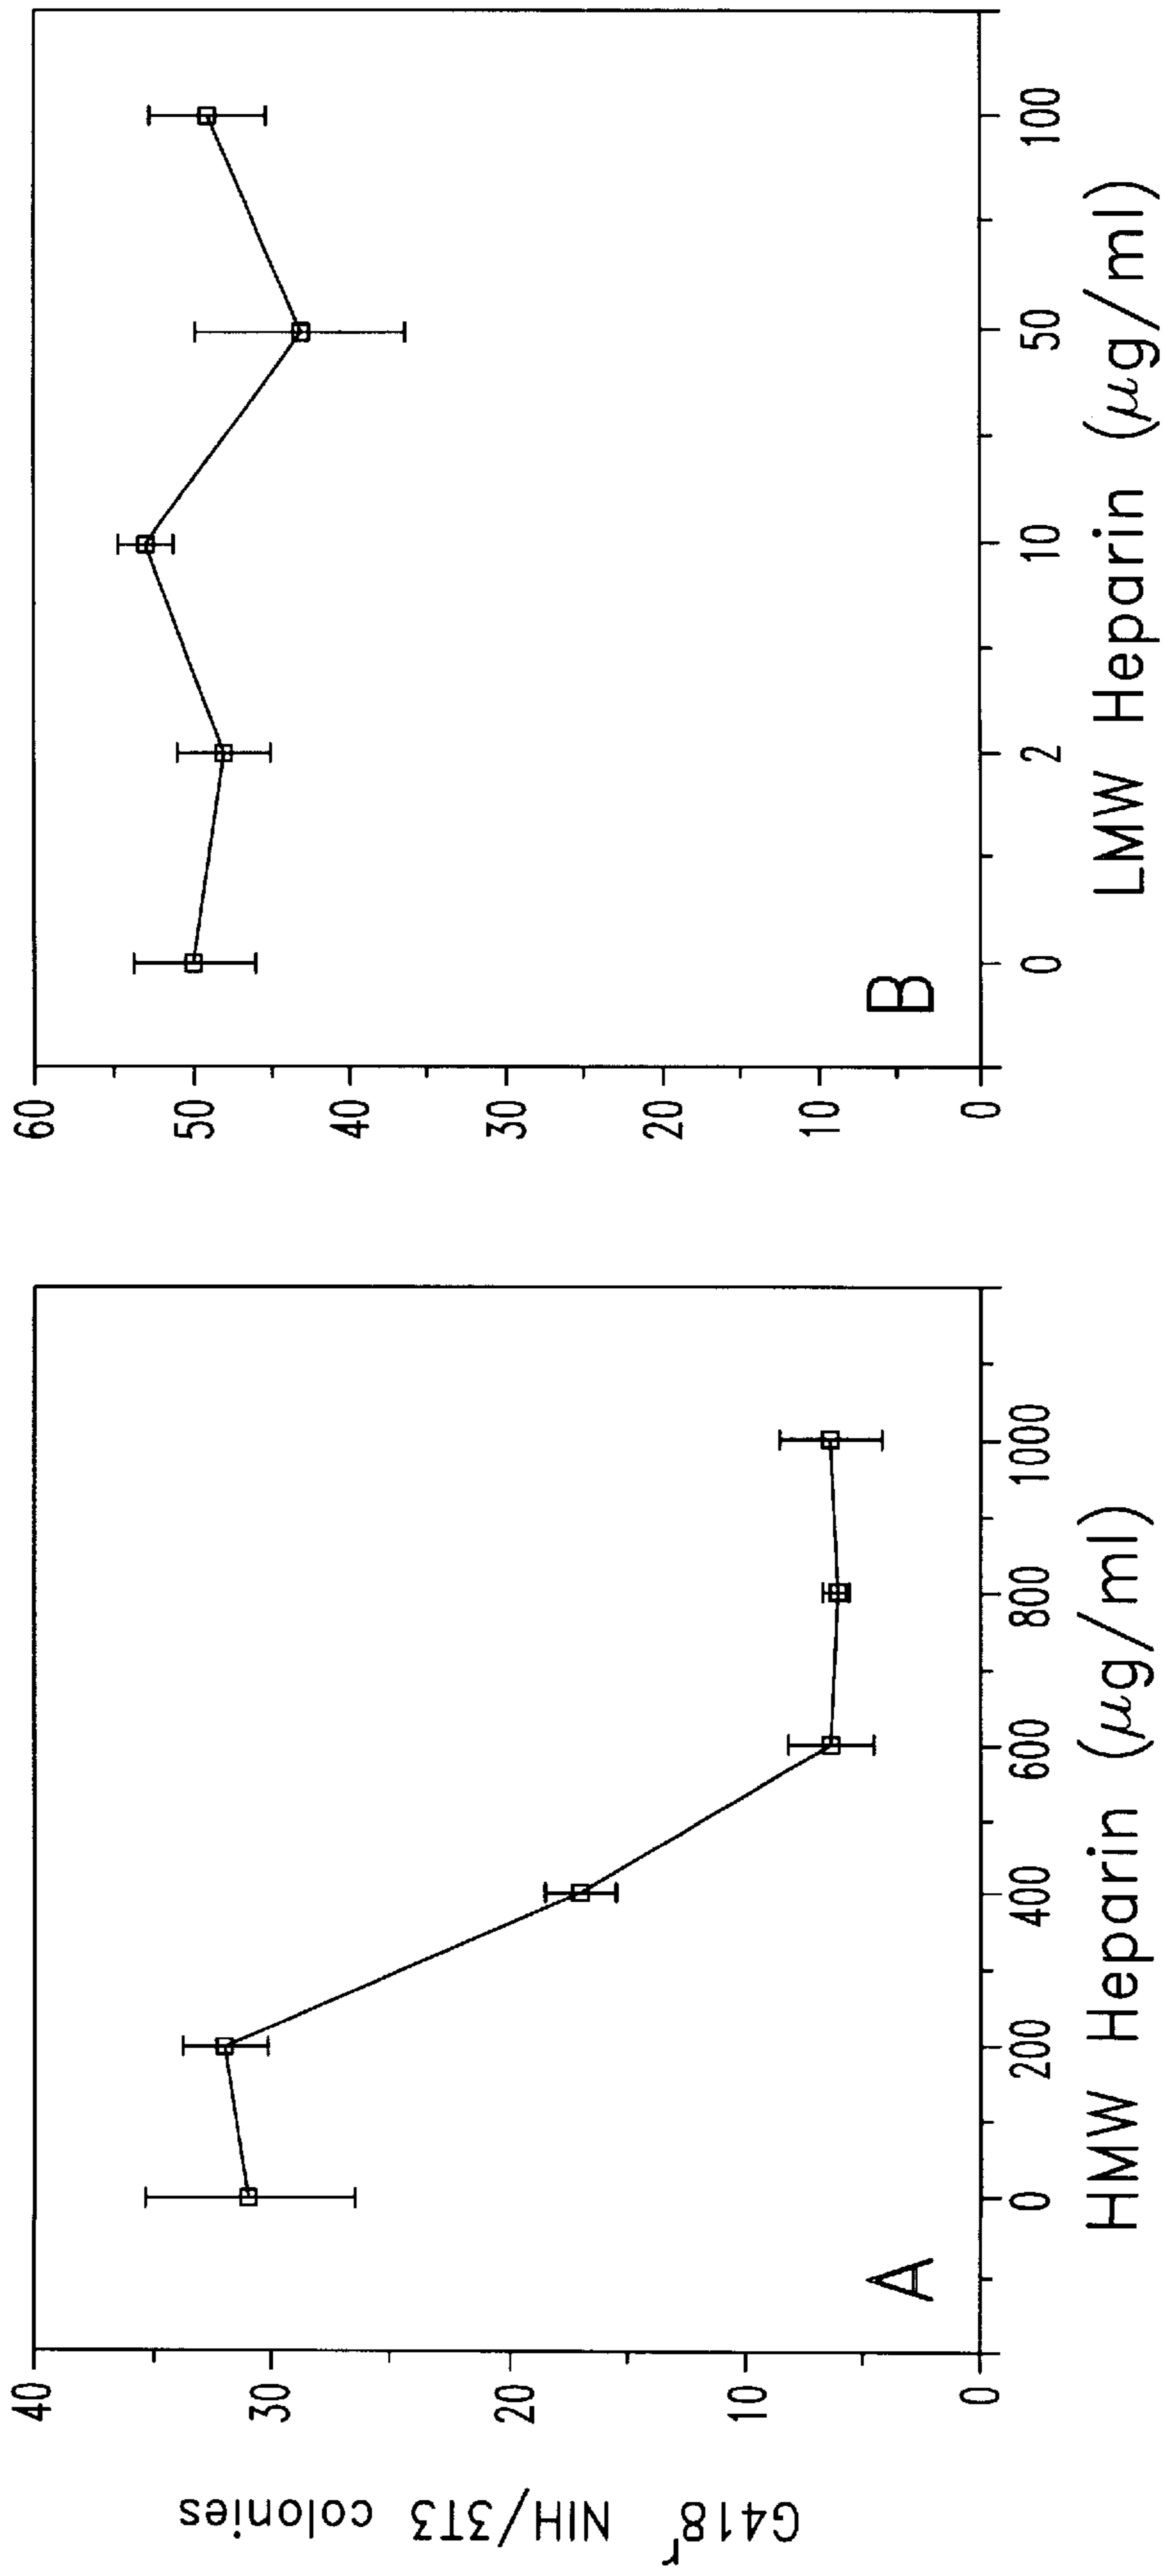 G418ʳ NIH/3T3 colonies
40
30
20
10
0
A
0 200 400 600 800 1000
HMW Heparin (μg/ml)
60
50
40
30
20
10
0
B
0 2 10 50 100
LMW Heparin (μg/ml)